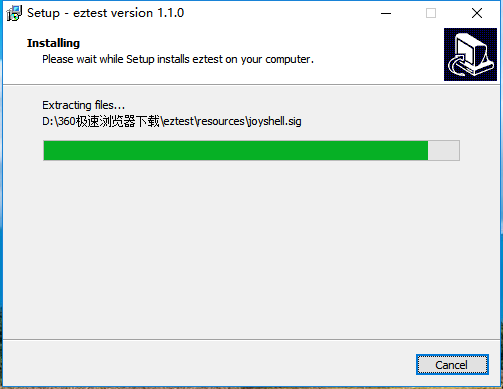 Setup - eztest version 1.1.0
Installing
Please wait while Setup installs eztest on your computer.
Extracting files...
D:\360极速浏览器下载\eztest\resources\joyshell.sig
Cancel